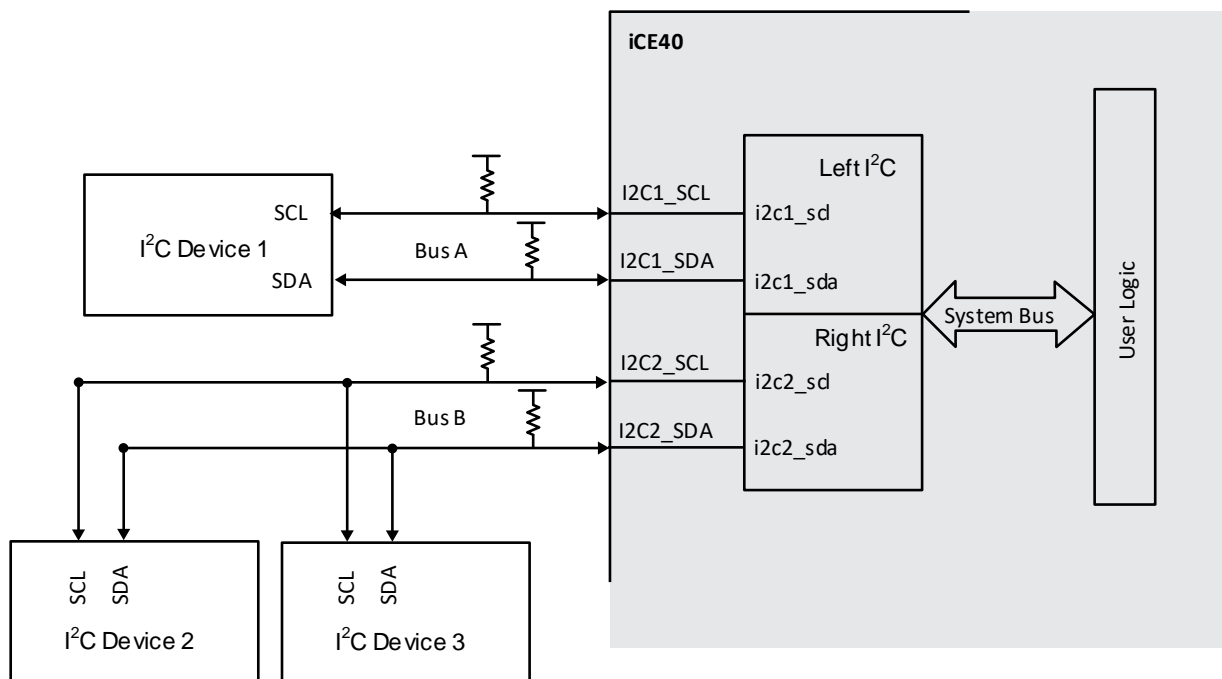 iCE40
Left I²C
I2C1_SCL
SCL
i2c1_scl
I²C Device 1
Bus A
I2C1_SDA
SDA
i2c1_sda
System Bus
User Logic
Right I²C
I2C2_SCL
i2c2_scl
Bus B
I2C2_SDA
i2c2_sda
SCL
SDA
SCL
SDA
I²C Device 2
I²C Device 3